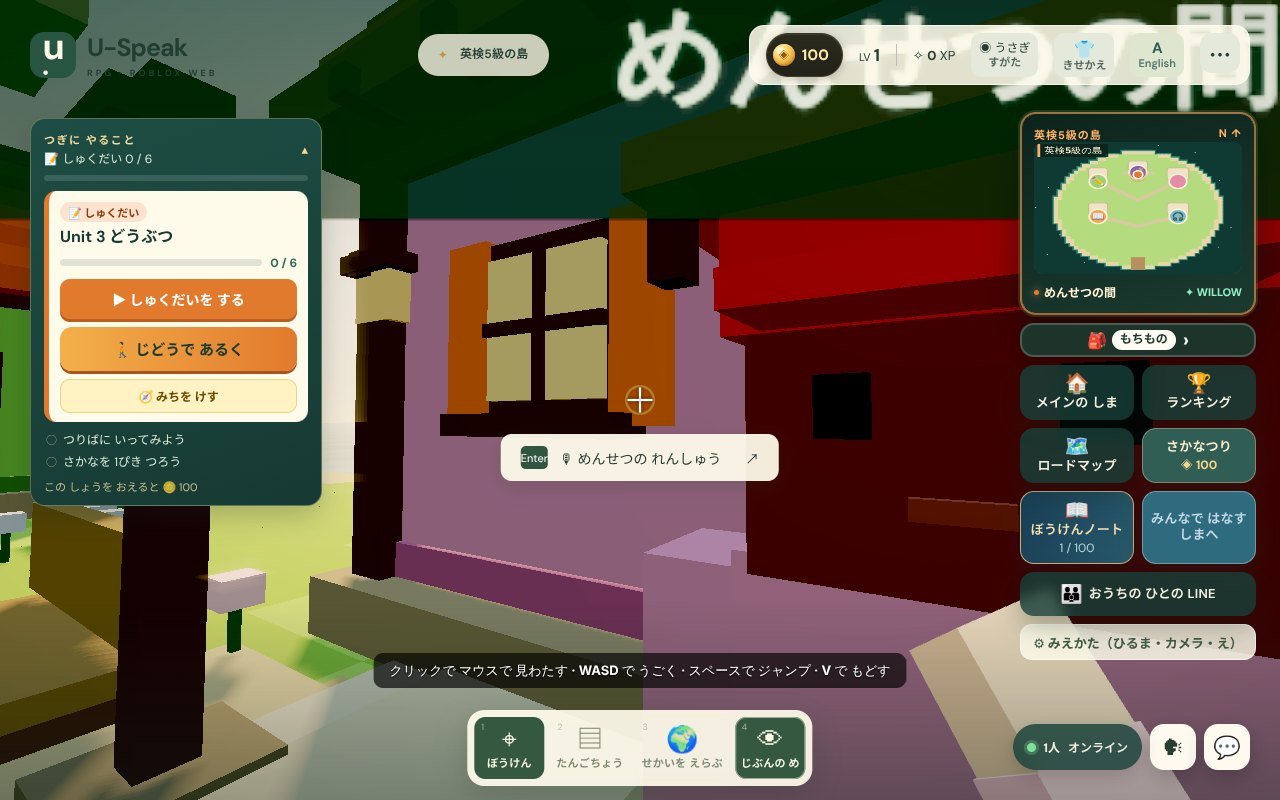 u U-Speak
RPG · ROBLOX WEB
✦ 英検5級の島
めんせつの間
100
LV 1
✧ 0 XP
◉ うさぎ
すがた
👕
きせかえ
A
English
•••
つぎに やること
📝 しゅくだい 0 / 6
▲
📝 しゅくだい
Unit 3 どうぶつ
0 / 6
▶ しゅくだいを する
🚶 じどうで あるく
🧭 みちを けす
つりばに いってみよう
さかなを 1ぴき つろう
この しょうを おえると 🪙 100
英検5級の島
N ↑
英検5級の島
めんせつの間
✦ WILLOW
🎒 もちもの ›
🏠
メインの しま
🏆
ランキング
🗺️
ロードマップ
さかなつり
◈ 100
📖
ぼうけんノート
1 / 100
みんなで はなす
しまへ
👪 おうちの ひとの LINE
⚙ みえかた（ひるま・カメラ・え）
Enter 🎙 めんせつの れんしゅう ↗
クリックで マウスで 見わたす · WASD で うごく · スペースで ジャンプ · V で もどす
1
⌖
ぼうけん
2
▤
たんごちょう
3
🌍
せかいを えらぶ
4
👁
じぶんの め
1人 オンライン
🗣
💬